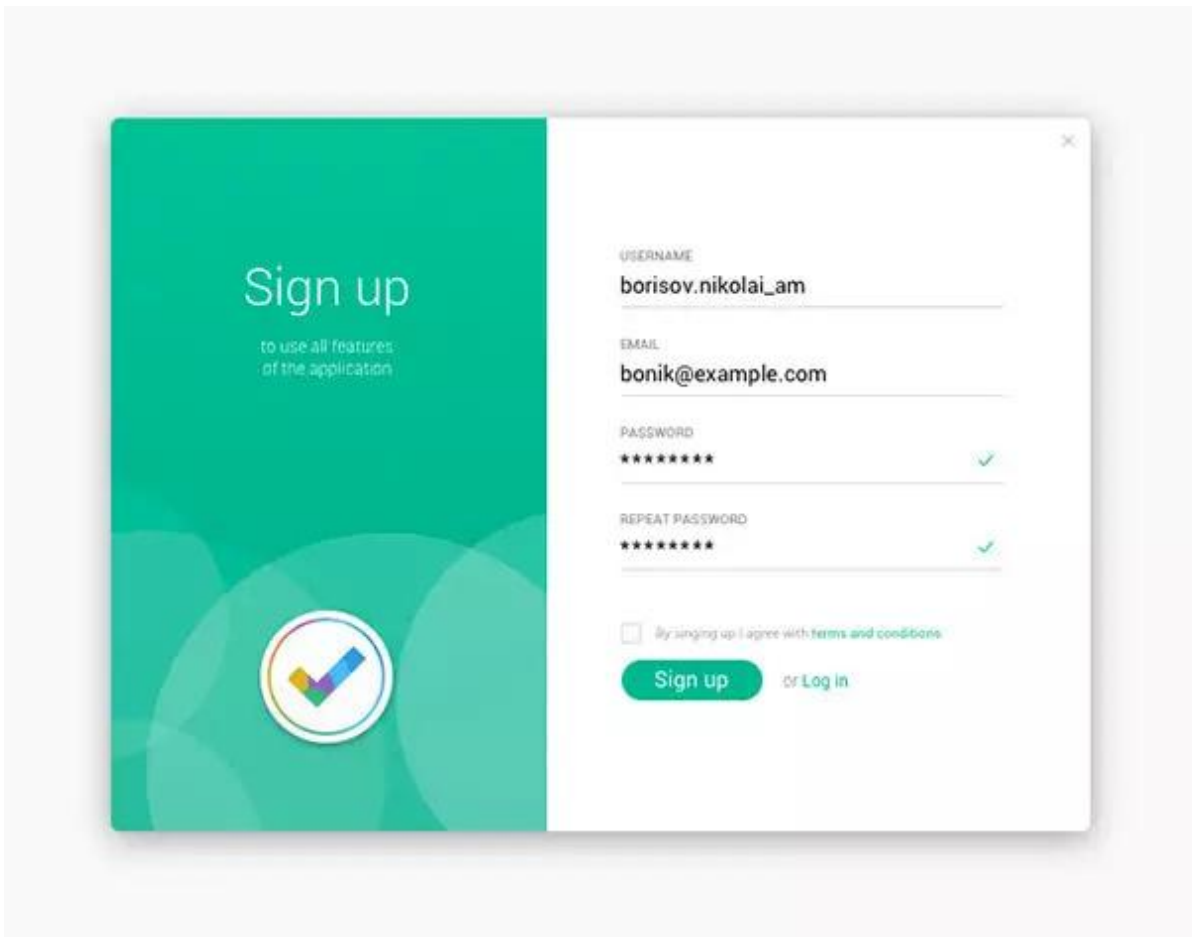 Sign up
to use all features
of the application
USERNAME
borisov.nikolai_am
EMAIL
bonik@example.com
PASSWORD
********
REPEAT PASSWORD
********
By singing up I agree with terms and conditions
Sign up or Log in